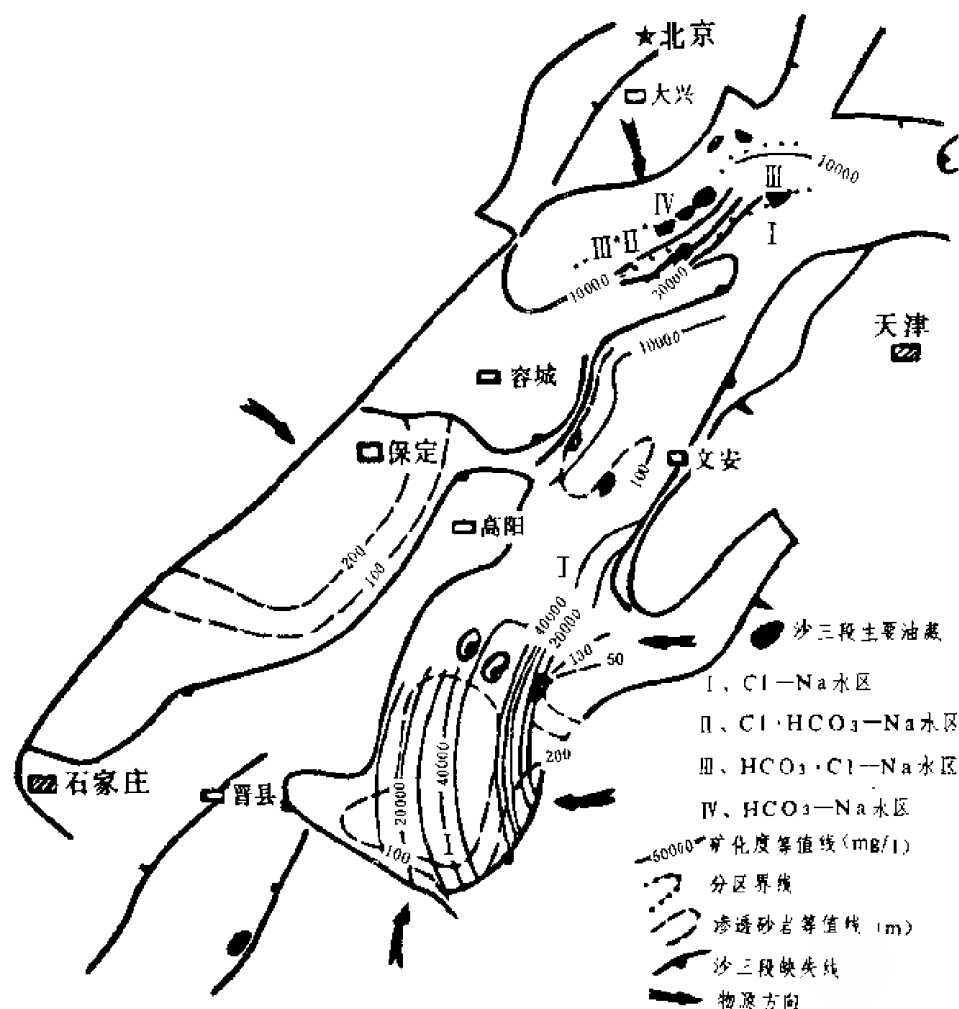 ★北京
大兴
10000
Ⅲ
Ⅳ
Ⅰ
Ⅲ·Ⅱ
10000
20000
天津
10000
容城
保定
100
文安
高阳
200
100
Ⅰ
40000
20000
50
沙三段主要油藏
Ⅰ、Cl—Na水区
Ⅱ、Cl·HCO₃—Na水区
200
40000
石家庄
Ⅲ、HCO₃·Cl—Na水区
晋县
20000
Ⅳ、HCO₃—Na水区
Ⅰ
100
矿化度等值线(mg/l)
分区界线
渗透砂岩等值线 (m)
沙三段缺失线
物源方向